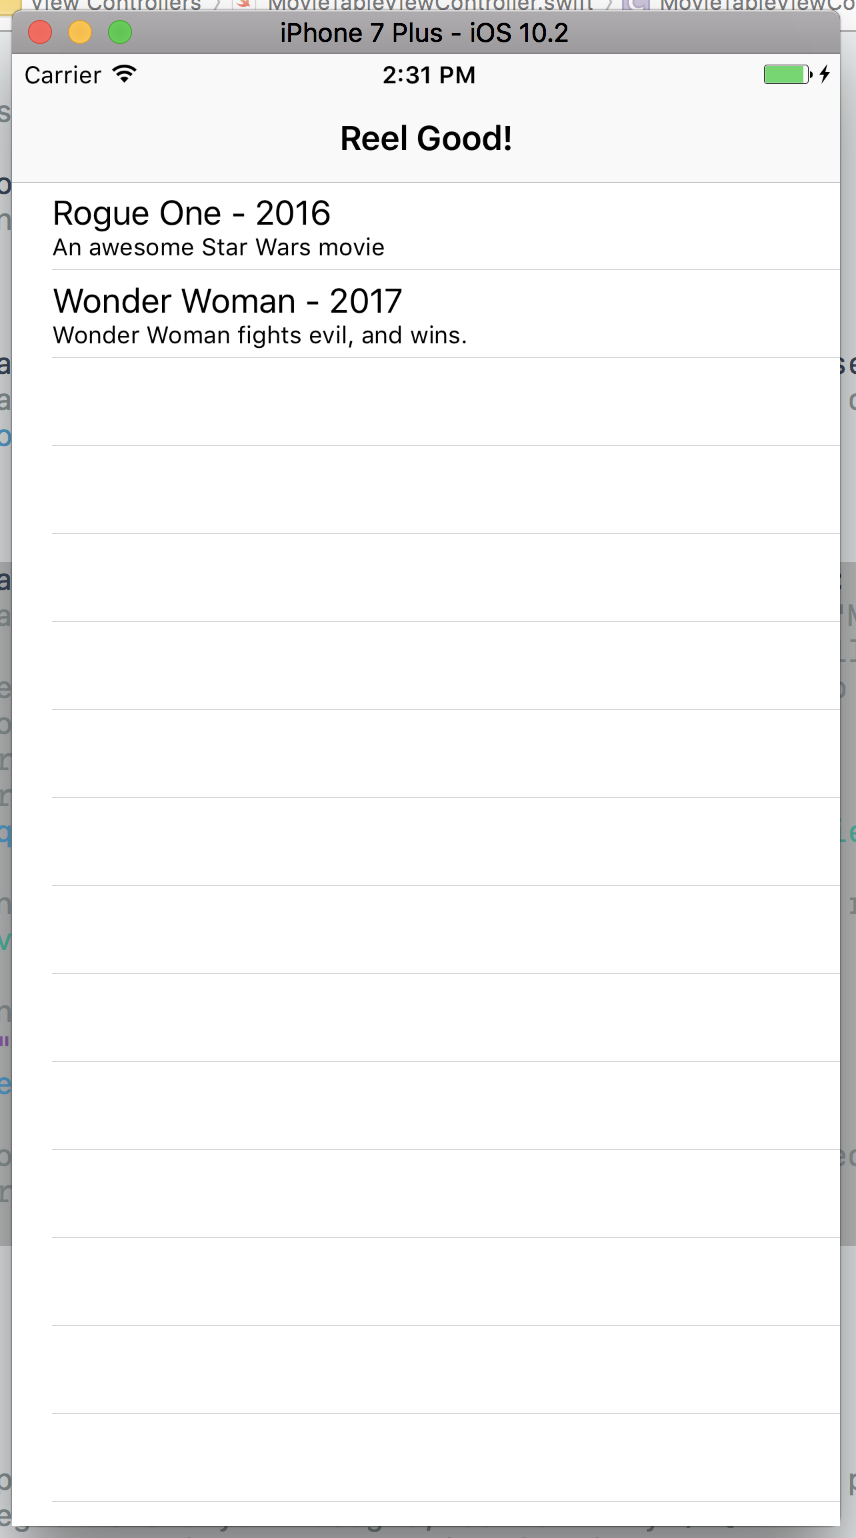 View Controllers MovieTableViewController.swift
iPhone 7 Plus - iOS 10.2
Carrier 2:31 PM
Reel Good!
Rogue One - 2016
An awesome Star Wars movie
Wonder Woman - 2017
Wonder Woman fights evil, and wins.